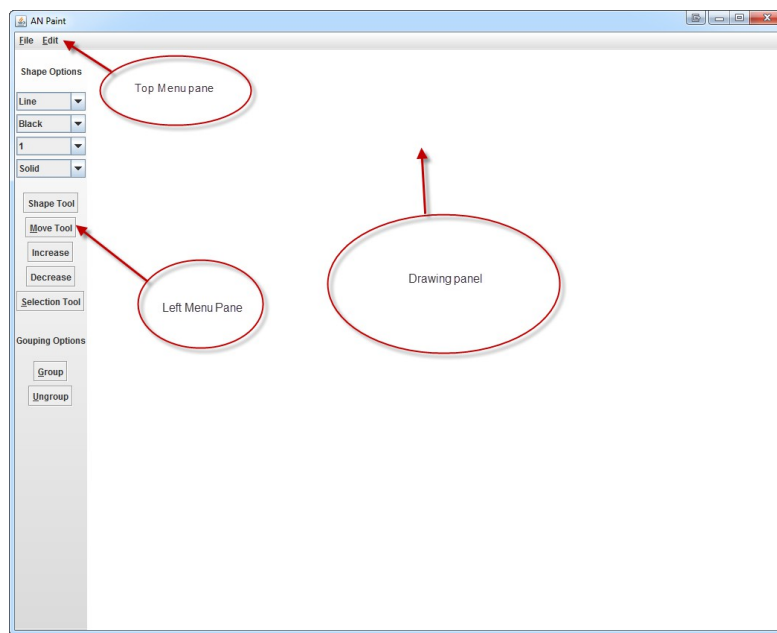 AN Paint
File Edit
Shape Options
Top Menu pane
Line
Black
1
Solid
Shape Tool
Move Tool
Increase
Drawing panel
Decrease
Selection Tool
Left Menu Pane
Gouping Options
Group
Ungroup